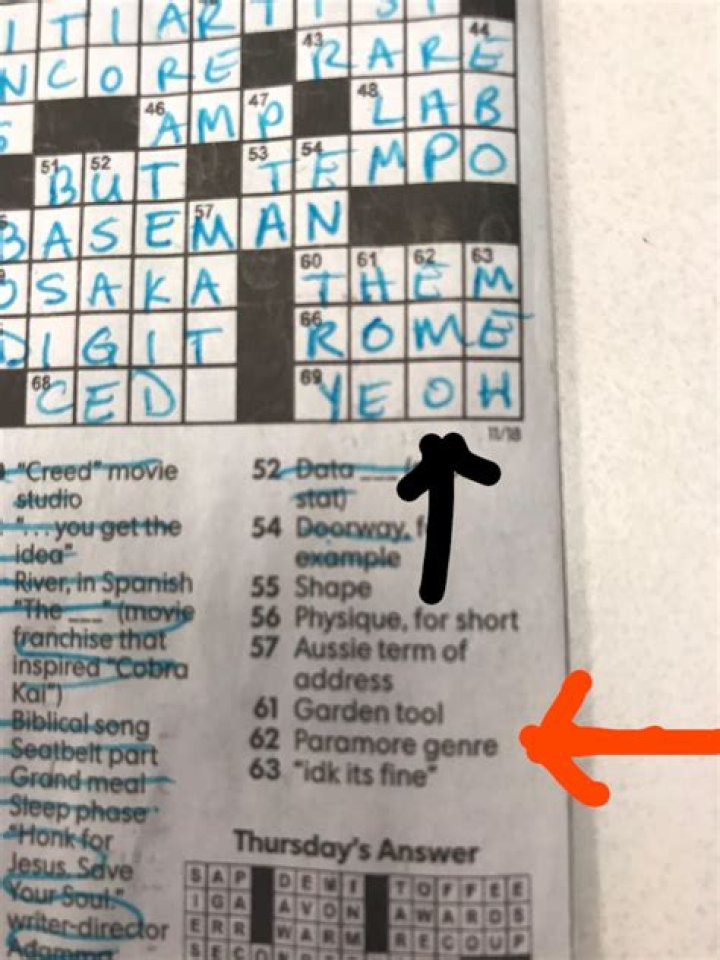 I T I A R T I S T
N C O R E 43 R A R 44 E
S 46 A M 47 P 48 L A B
51 B 52 U T 53 T 54 E M P O
B A S E 57 M A N
O S A K A 60 T 61 H 62 E 63 M
D I G I T 66 R O M E
68 C E D 69 Y E O H
11/18
"Creed" movie
studio
"...you get the
idea"
River, in Spanish
"The ___" (movie
franchise that
inspired "Cobra
Kai")
Biblical song
Seatbelt part
Grand meal
Sleep phase
"Honk for
Jesus. Save
Your Soul."
writer-director
Adamma
52 Data ___
stat)
54 Doorway,
example
55 Shape
56 Physique, for short
57 Aussie term of
address
61 Garden tool
62 Paramore genre
63 "idk its fine"
Thursday's Answer
S A P D E M I T O F F E E
I G A A V O N A W A R D S
E R R W A R M R E C O U P
S E C O N